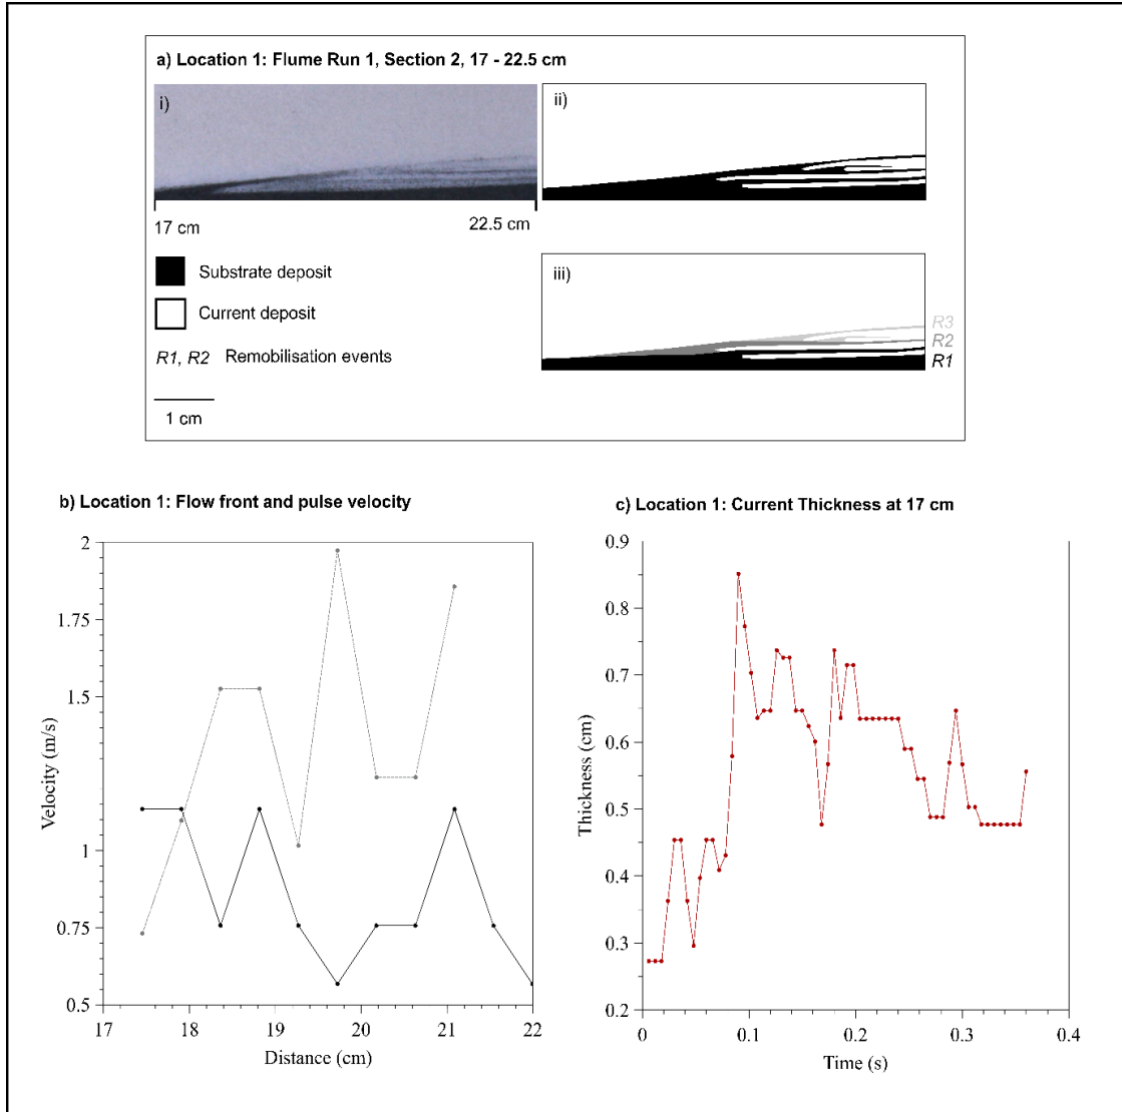 a) Location 1: Flume Run 1, Section 2, 17 - 22.5 cm
i)
ii)
17 cm
22.5 cm
Substrate deposit
Current deposit
R1, R2 Remobilisation events
1 cm
iii)
R3
R2
R1
b) Location 1: Flow front and pulse velocity
2
1.75
1.5
1
0.75
0.5
Velocity (m/s)
17
18
19
20
21
22
Distance (cm)
c) Location 1: Current Thickness at 17 cm
0.9
0.8
0.7
0.6
0.5
0.4
0.3
0.2
Thickness (cm)
0
0.1
0.2
0.3
0.4
Time (s)